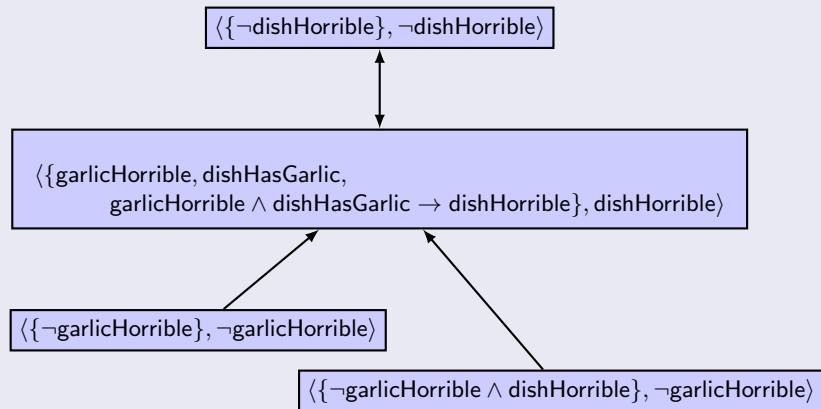 ⟨{¬dishHorrible}, ¬dishHorrible⟩
⟨{garlicHorrible, dishHasGarlic,
garlicHorrible ∧ dishHasGarlic → dishHorrible}, dishHorrible⟩
⟨{¬garlicHorrible}, ¬garlicHorrible⟩
⟨{¬garlicHorrible ∧ dishHorrible}, ¬garlicHorrible⟩